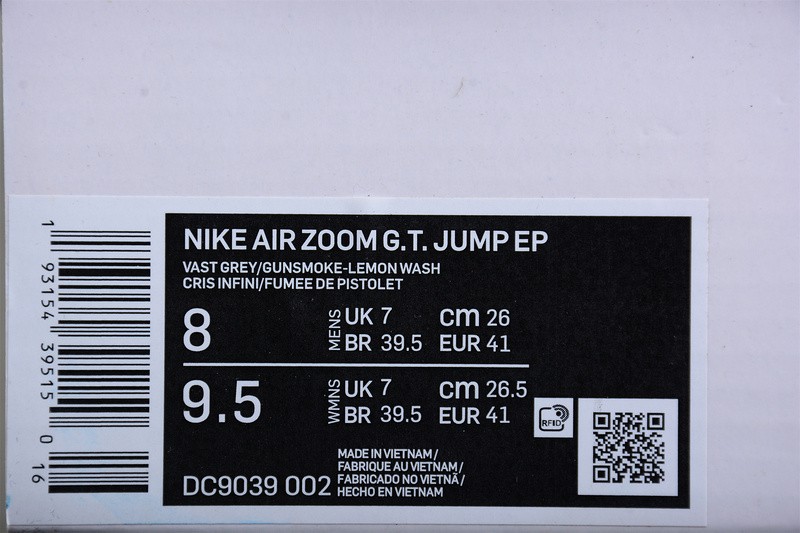 1 93154 39515 0 16
NIKE AIR ZOOM G.T. JUMP EP
VAST GREY/GUNSMOKE-LEMON WASH
CRIS INFINI/FUMEE DE PISTOLET
8 MENS UK 7 cm 26
BR 39.5 EUR 41
9.5 WMNS UK 7 cm 26.5
BR 39.5 EUR 41
RFID
MADE IN VIETNAM /
FABRIQUE AU VIETNAM /
FABRICADO NO VIETNÃ /
DC9039 002 HECHO EN VIETNAM